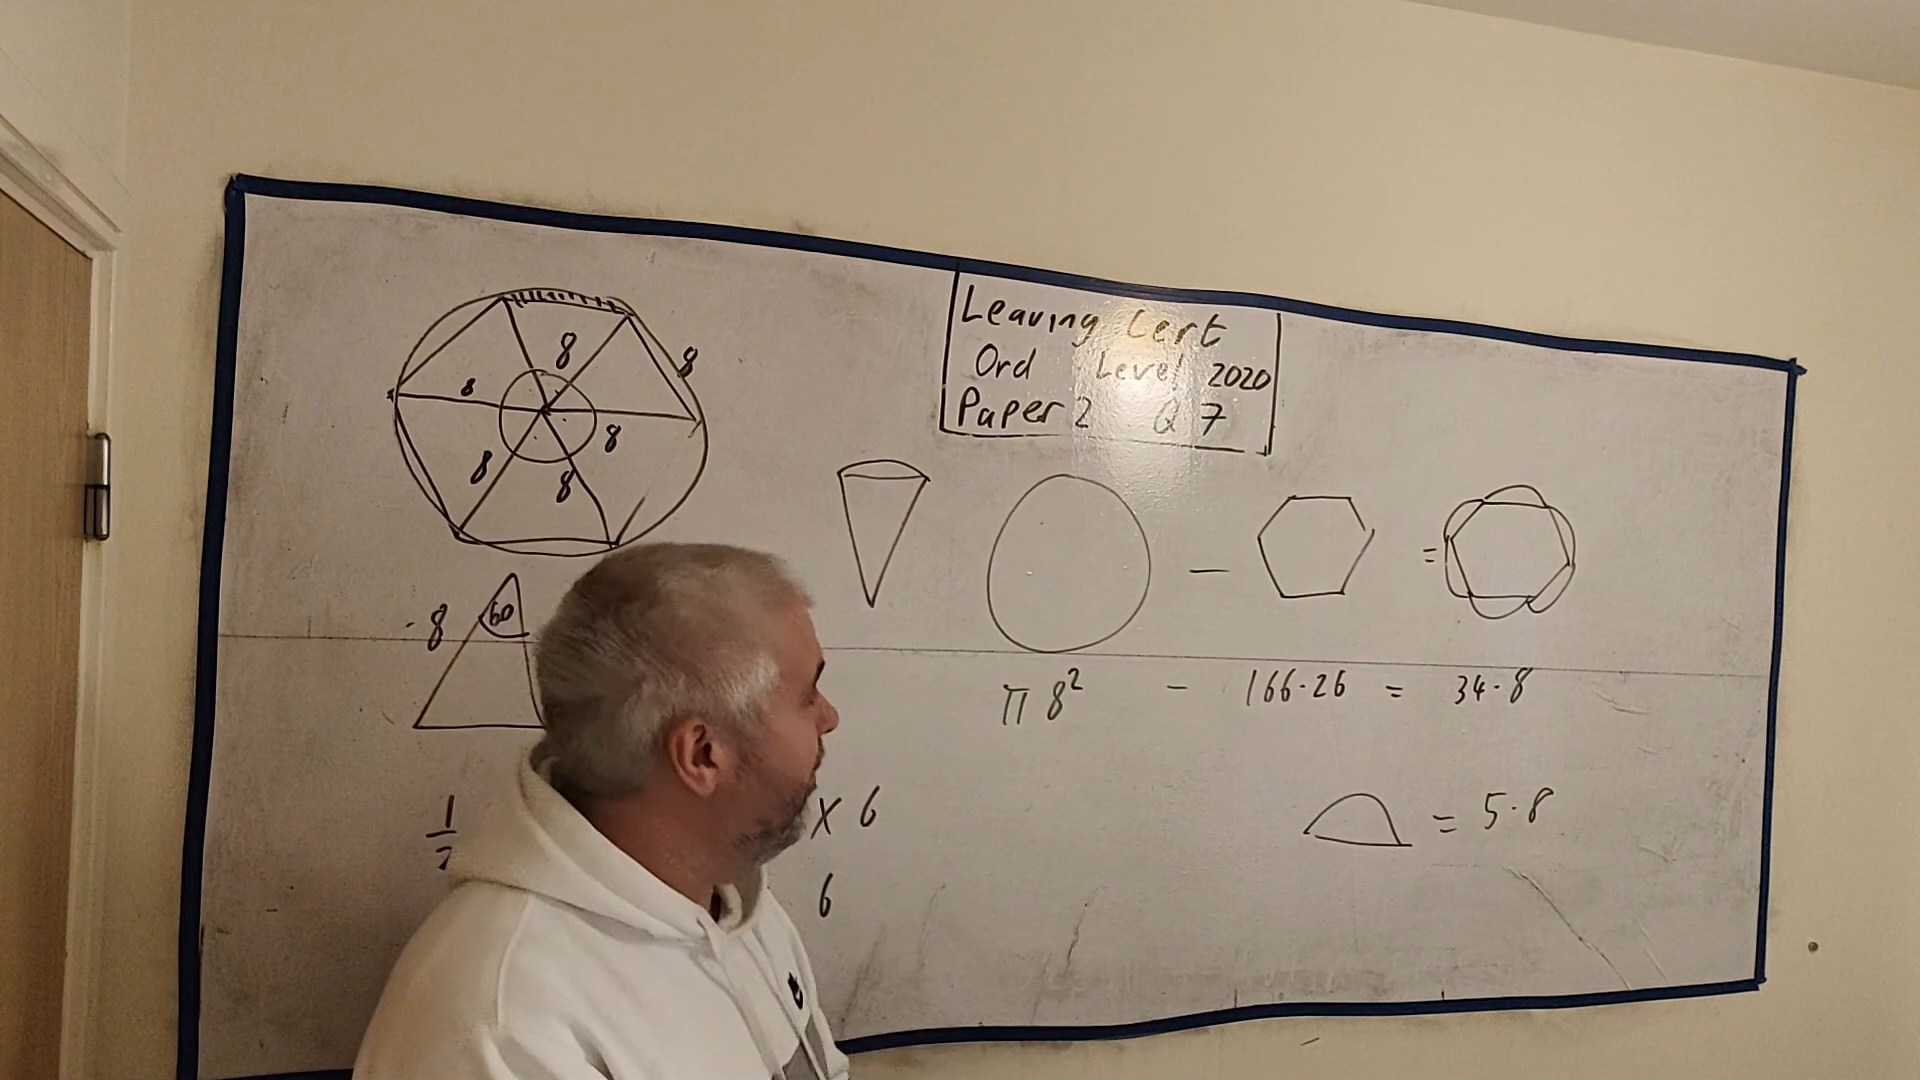 Leaving Cert
Ord Level 2020
Paper 2 Q 7
8
8
8
8
8
8
8
60
π 8² - 166.26 = 34.8
=
1
x 6
6
= 5.8